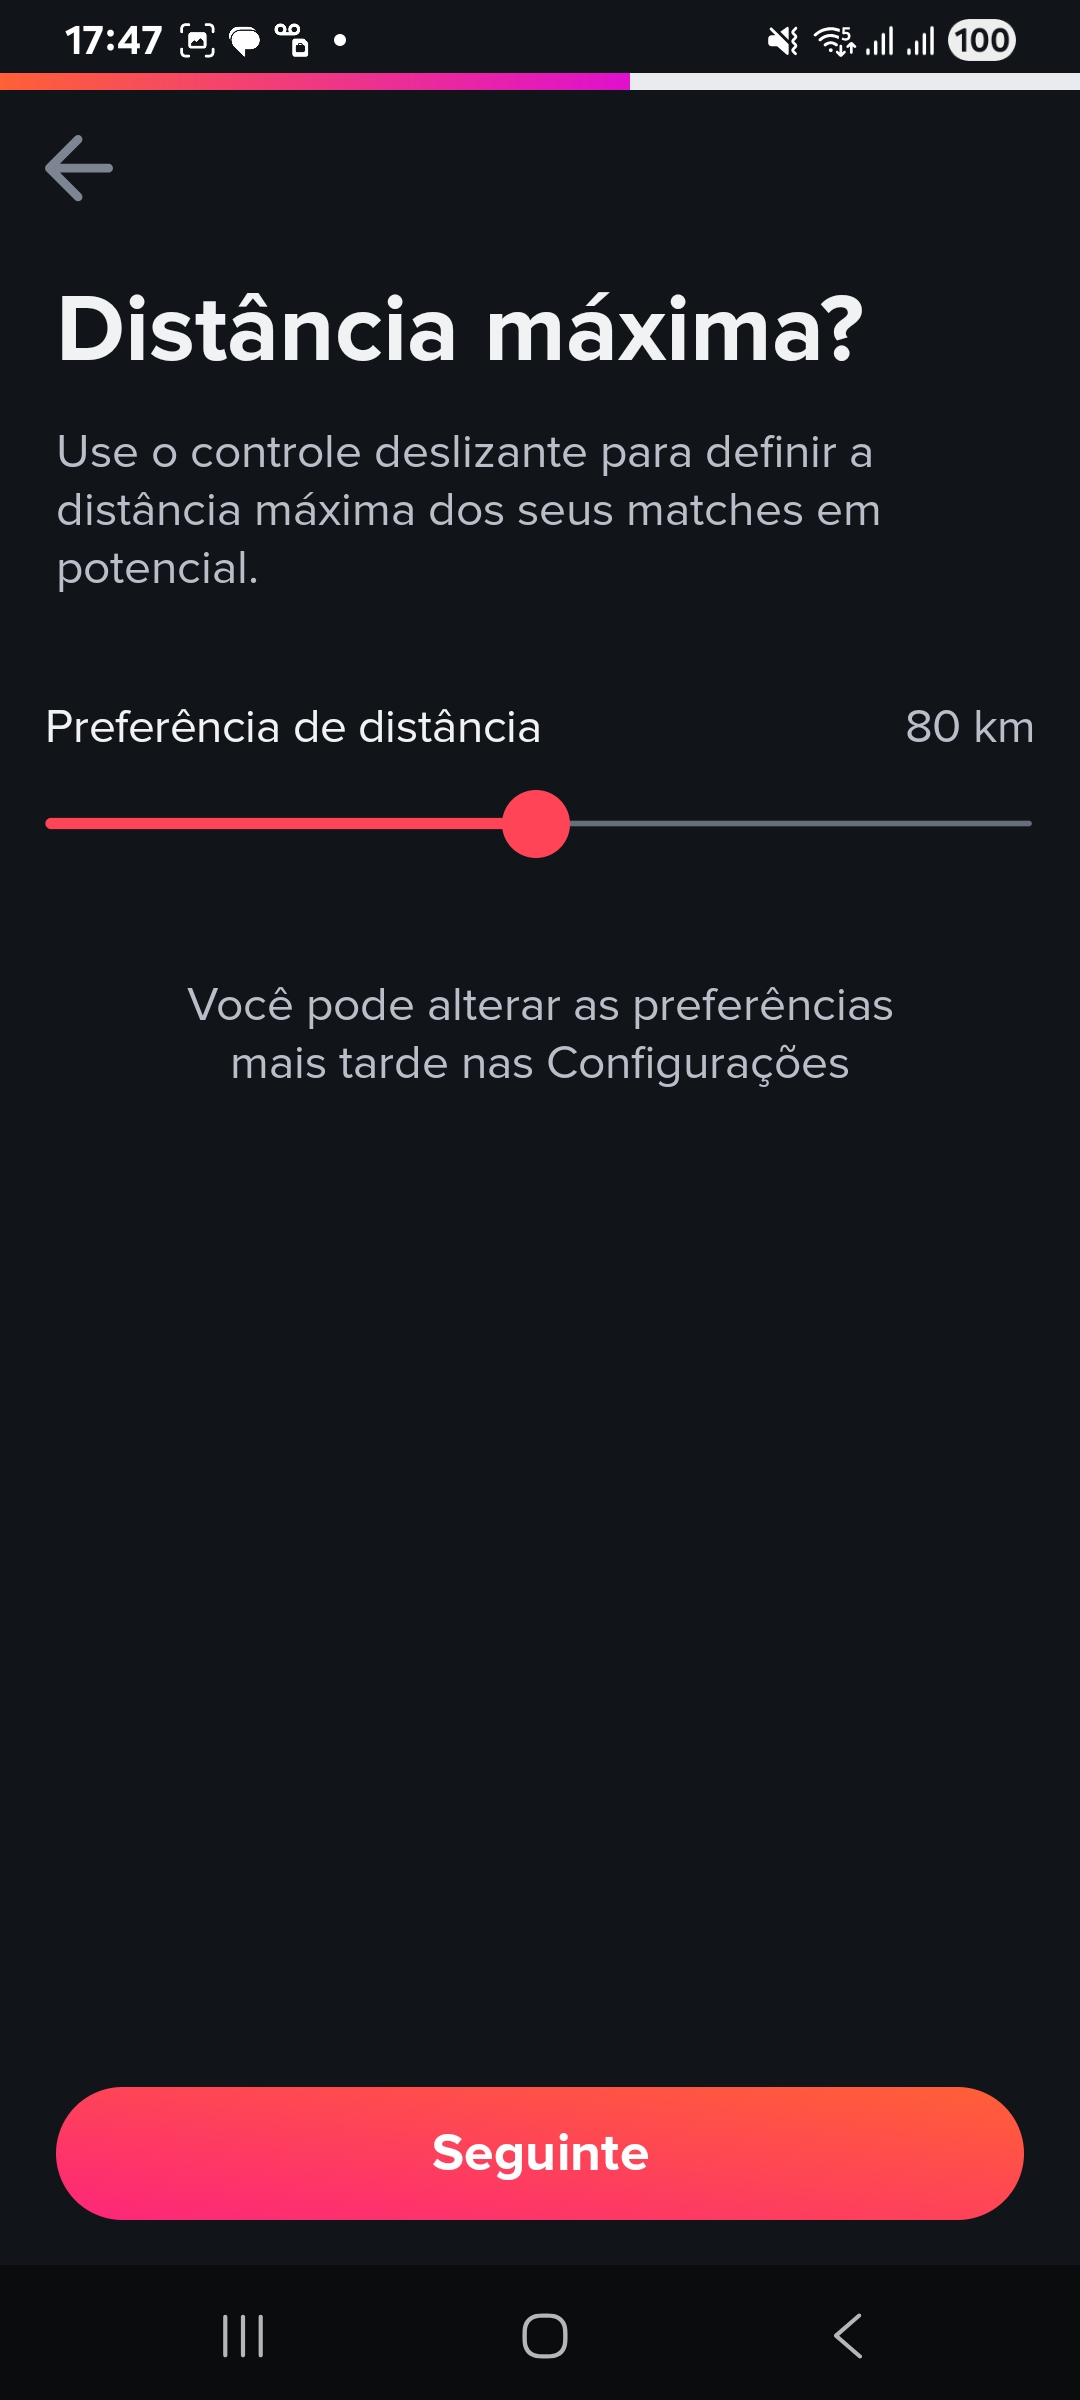 17:47
5
100
Distância máxima?
Use o controle deslizante para definir a
distância máxima dos seus matches em
potencial.
Preferência de distância
80 km
Você pode alterar as preferências
mais tarde nas Configurações
Seguinte